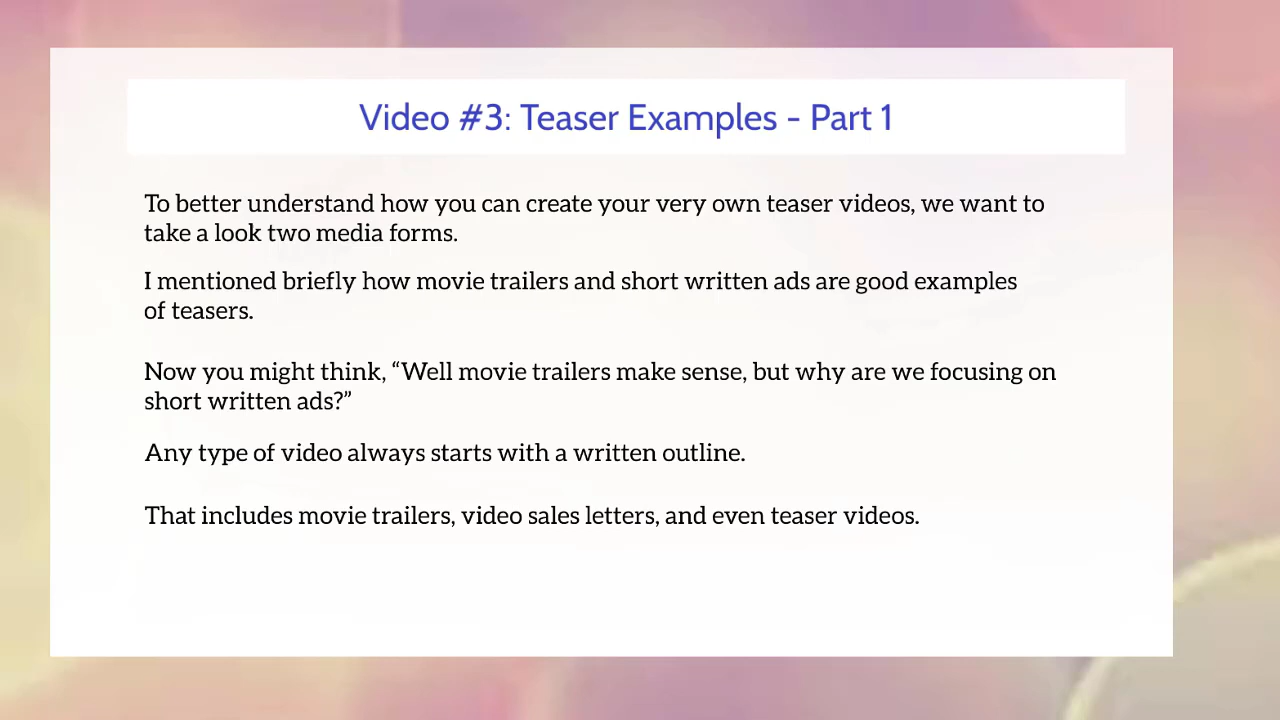 Video #3: Teaser Examples - Part 1
To better understand how you can create your very own teaser videos, we want to
take a look two media forms.
I mentioned briefly how movie trailers and short written ads are good examples
of teasers.
Now you might think, “Well movie trailers make sense, but why are we focusing on
short written ads?”
Any type of video always starts with a written outline.
That includes movie trailers, video sales letters, and even teaser videos.